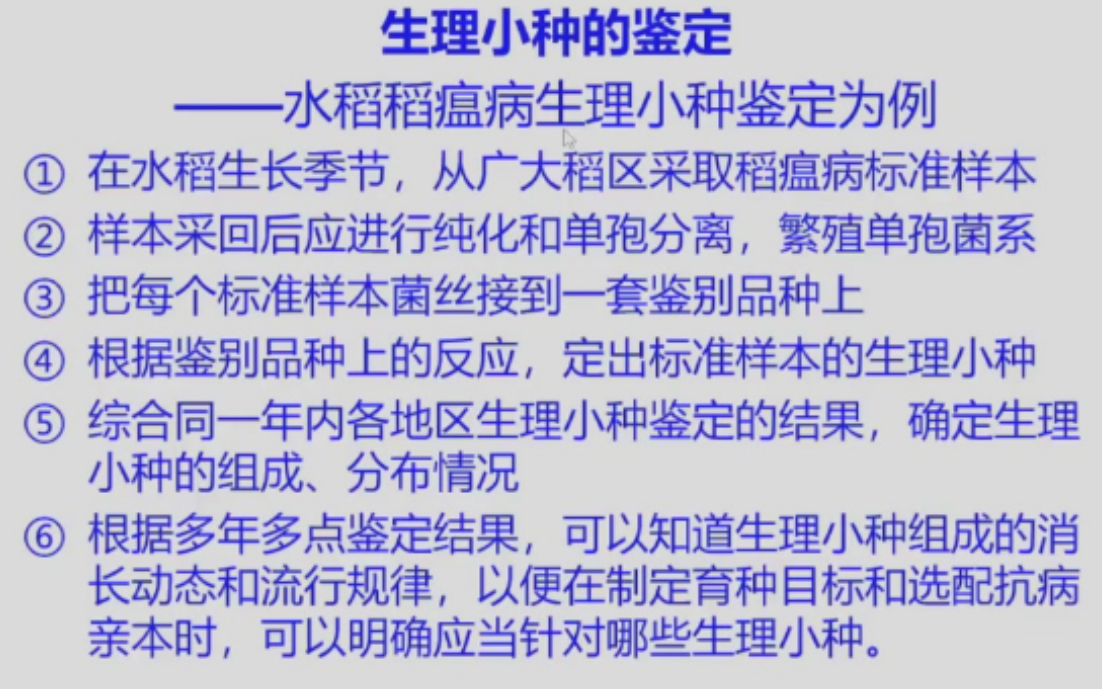 生理小种的鉴定
——水稻稻瘟病生理小种鉴定为例
① 在水稻生长季节，从广大稻区采取稻瘟病标准样本
② 样本采回后应进行纯化和单孢分离，繁殖单孢菌系
③ 把每个标准样本菌丝接到一套鉴别品种上
④ 根据鉴别品种上的反应，定出标准样本的生理小种
⑤ 综合同一年内各地区生理小种鉴定的结果，确定生理
小种的组成、分布情况
⑥ 根据多年多点鉴定结果，可以知道生理小种组成的消
长动态和流行规律，以便在制定育种目标和选配抗病
亲本时，可以明确应当针对哪些生理小种。